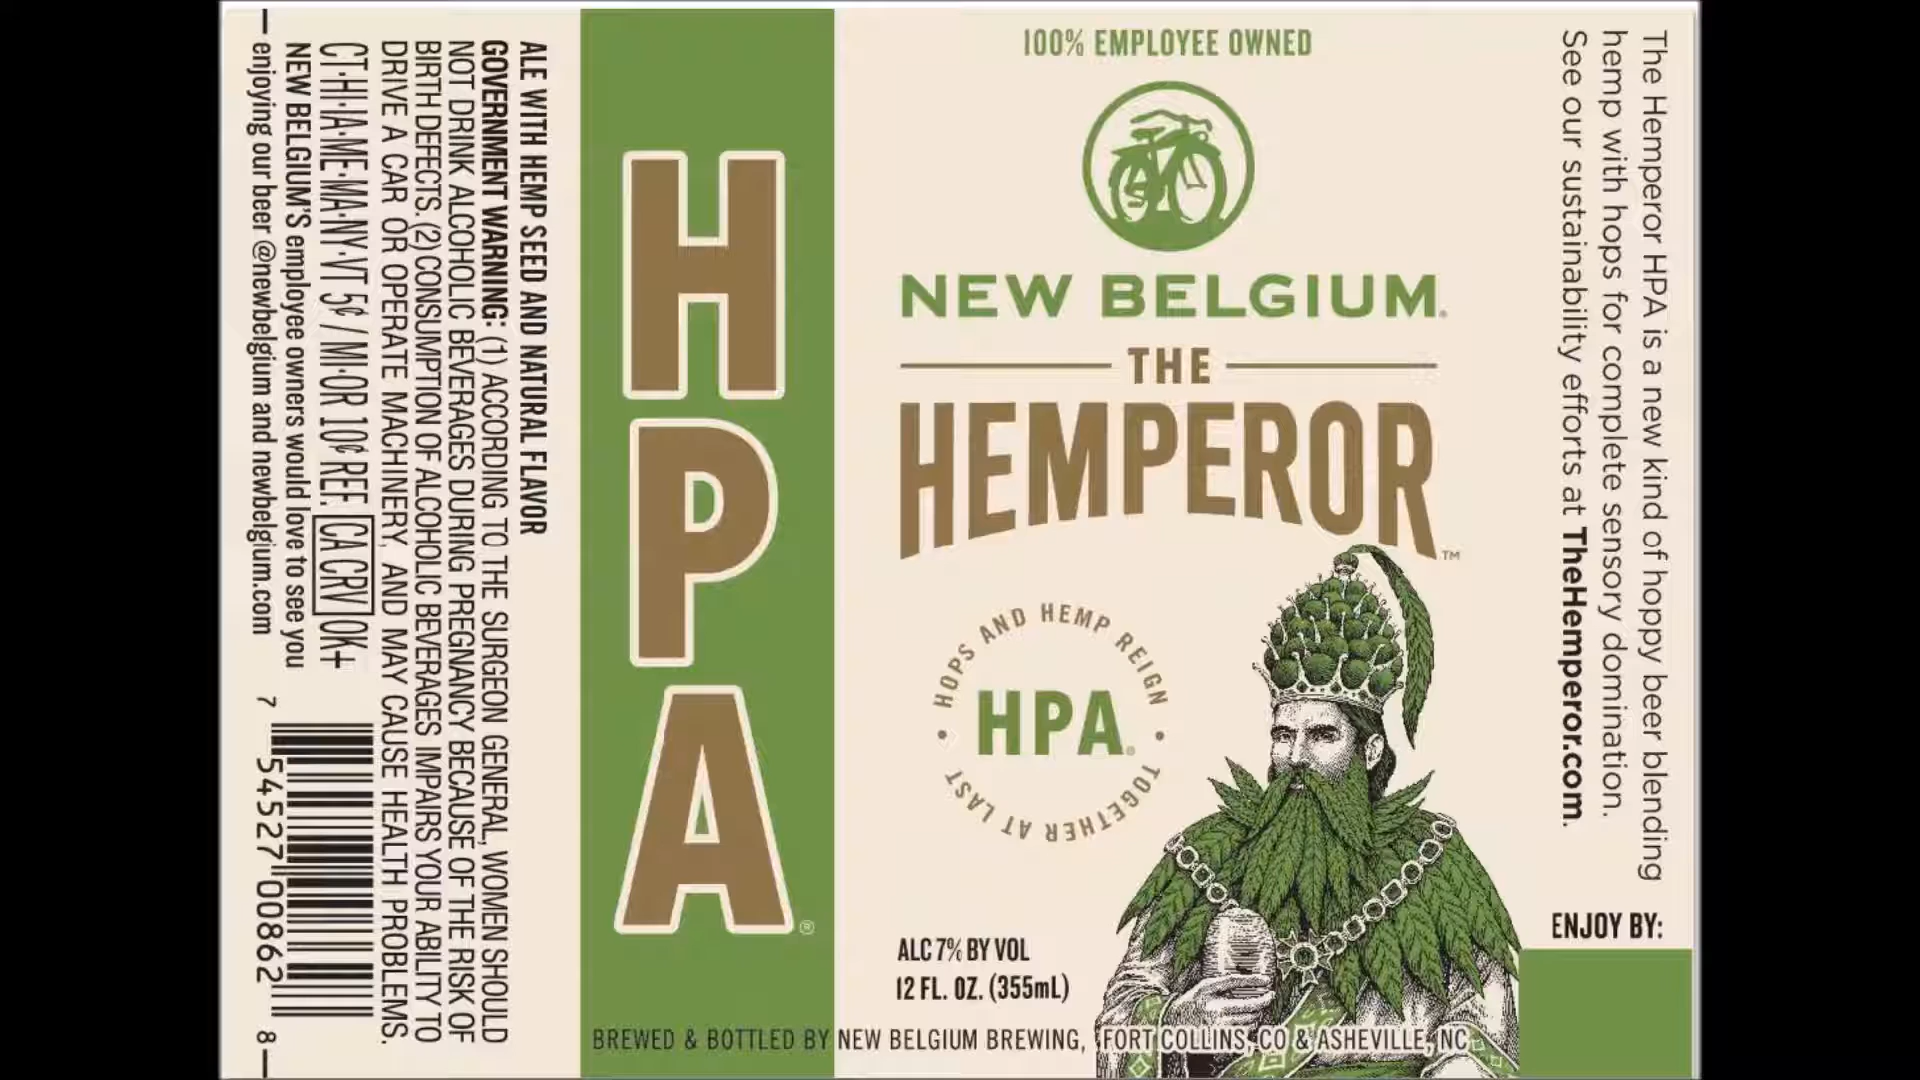 ALE WITH HEMP SEED AND NATURAL FLAVOR
GOVERNMENT WARNING: (1) ACCORDING TO THE SURGEON GENERAL, WOMEN SHOULD
NOT DRINK ALCOHOLIC BEVERAGES DURING PREGNANCY BECAUSE OF THE RISK OF
BIRTH DEFECTS. (2) CONSUMPTION OF ALCOHOLIC BEVERAGES IMPAIRS YOUR ABILITY TO
DRIVE A CAR OR OPERATE MACHINERY, AND MAY CAUSE HEALTH PROBLEMS.
CT·HI·IA·ME·MA·NY·VT 5¢ / MI·OR 10¢ REF. CA CRV OK+
NEW BELGIUM'S employee owners would love to see you
enjoying our beer @newbelgium and newbelgium.com
7 54527 00862 8
HPA®
100% EMPLOYEE OWNED
NEW BELGIUM®
THE
HEMPEROR™
HOPS AND HEMP REIGN
HPA®
TOGETHER AT LAST
ALC 7% BY VOL
12 FL. OZ. (355mL)
BREWED & BOTTLED BY NEW BELGIUM BREWING, FORT COLLINS, CO & ASHEVILLE, NC
The Hemperor HPA is a new kind of hoppy beer blending
hemp with hops for complete sensory domination.
See our sustainability efforts at TheHemperor.com.
ENJOY BY: